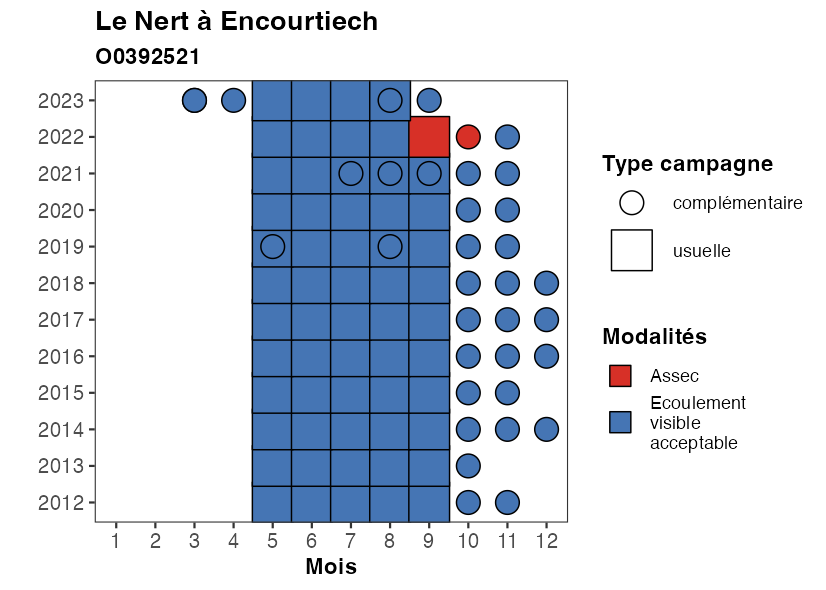 Le Nert à Encourtiech
O0392521
2023
2022
2021
2020
2019
2018
2017
2016
2015
2014
2013
2012
1 2 3 4 5 6 7 8 9 10 11 12
Mois
Type campagne
complémentaire
usuelle
Modalités
Assec
Ecoulement
visible
acceptable